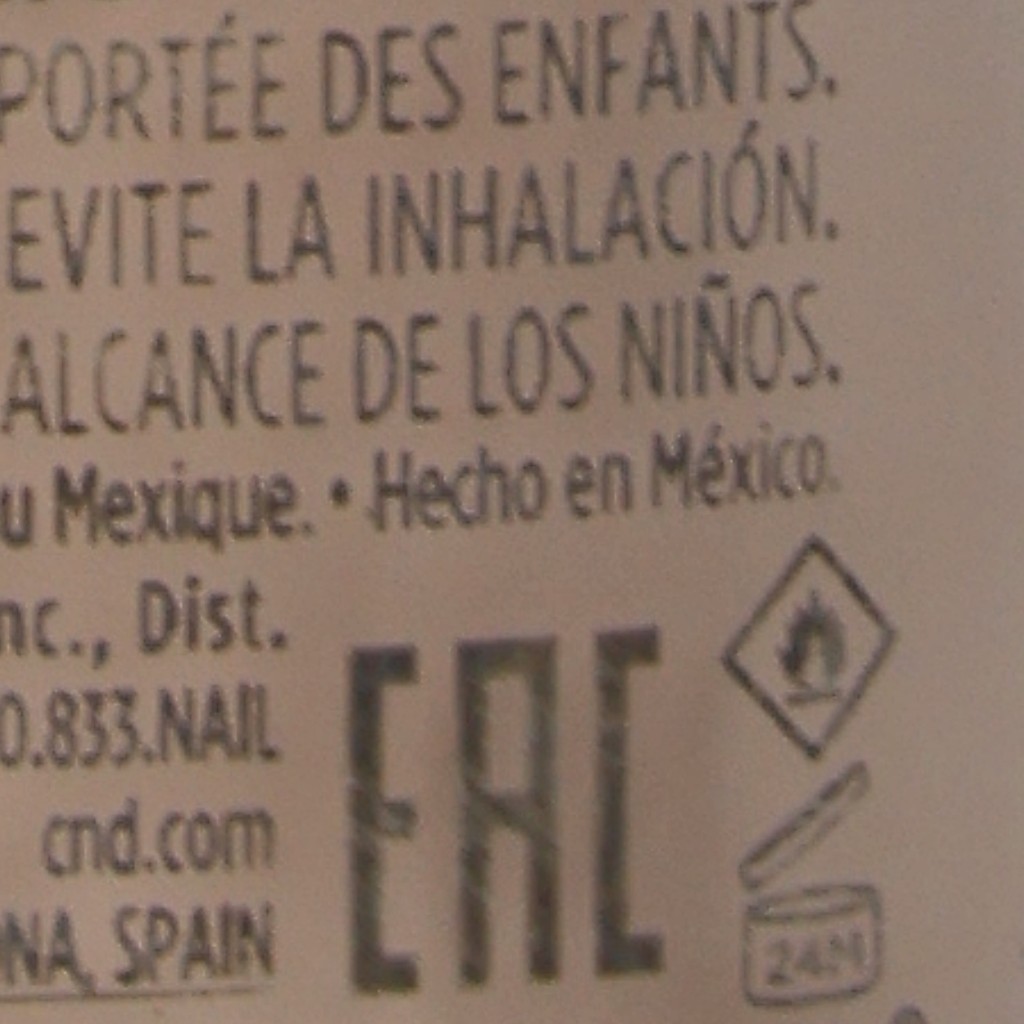 PORTÉE DES ENFANTS.
EVITE LA INHALACIÓN.
ALCANCE DE LOS NIÑOS.
u Mexique. • Hecho en México.
nc., Dist.
0.833.NAIL
cnd.com
ONA, SPAIN
EAC
24M